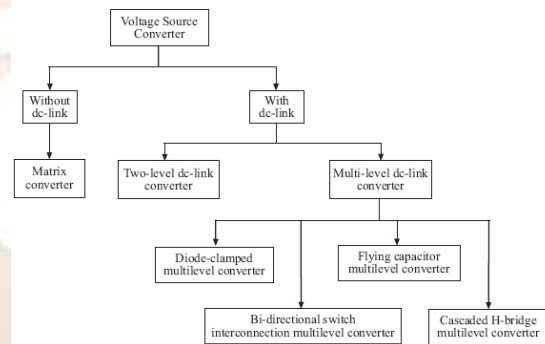 Voltage Source
Converter
Without
dc-link
With
dc-link
Matrix
converter
Two-level dc-link
converter
Multi-level dc-link
converter
Diode-clamped
multilevel converter
Flying capacitor
multilevel converter
Bi-directional switch
interconnection multilevel converter
Cascaded H-bridge
multilevel converter